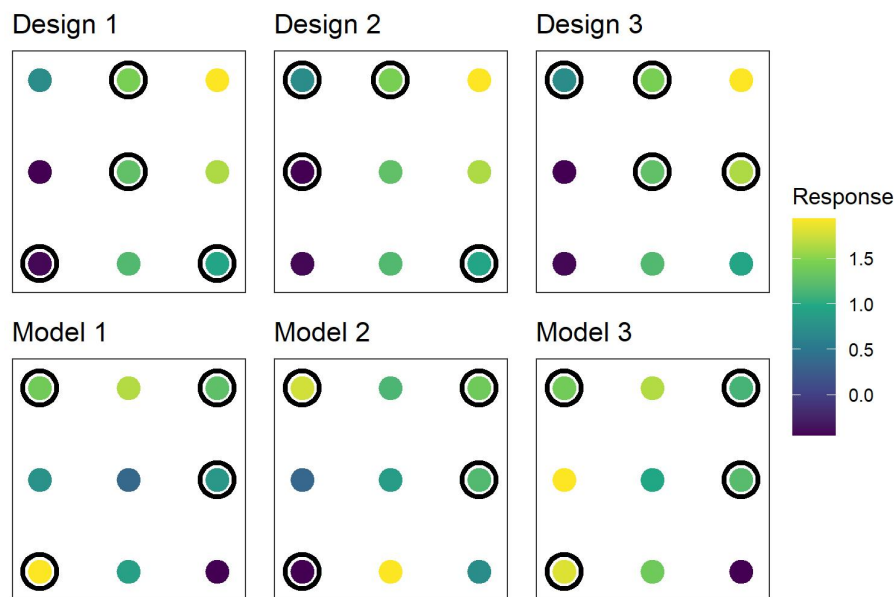 Design 1
Design 2
Design 3
Response
1.5
1.0
0.5
0.0
Model 1
Model 2
Model 3